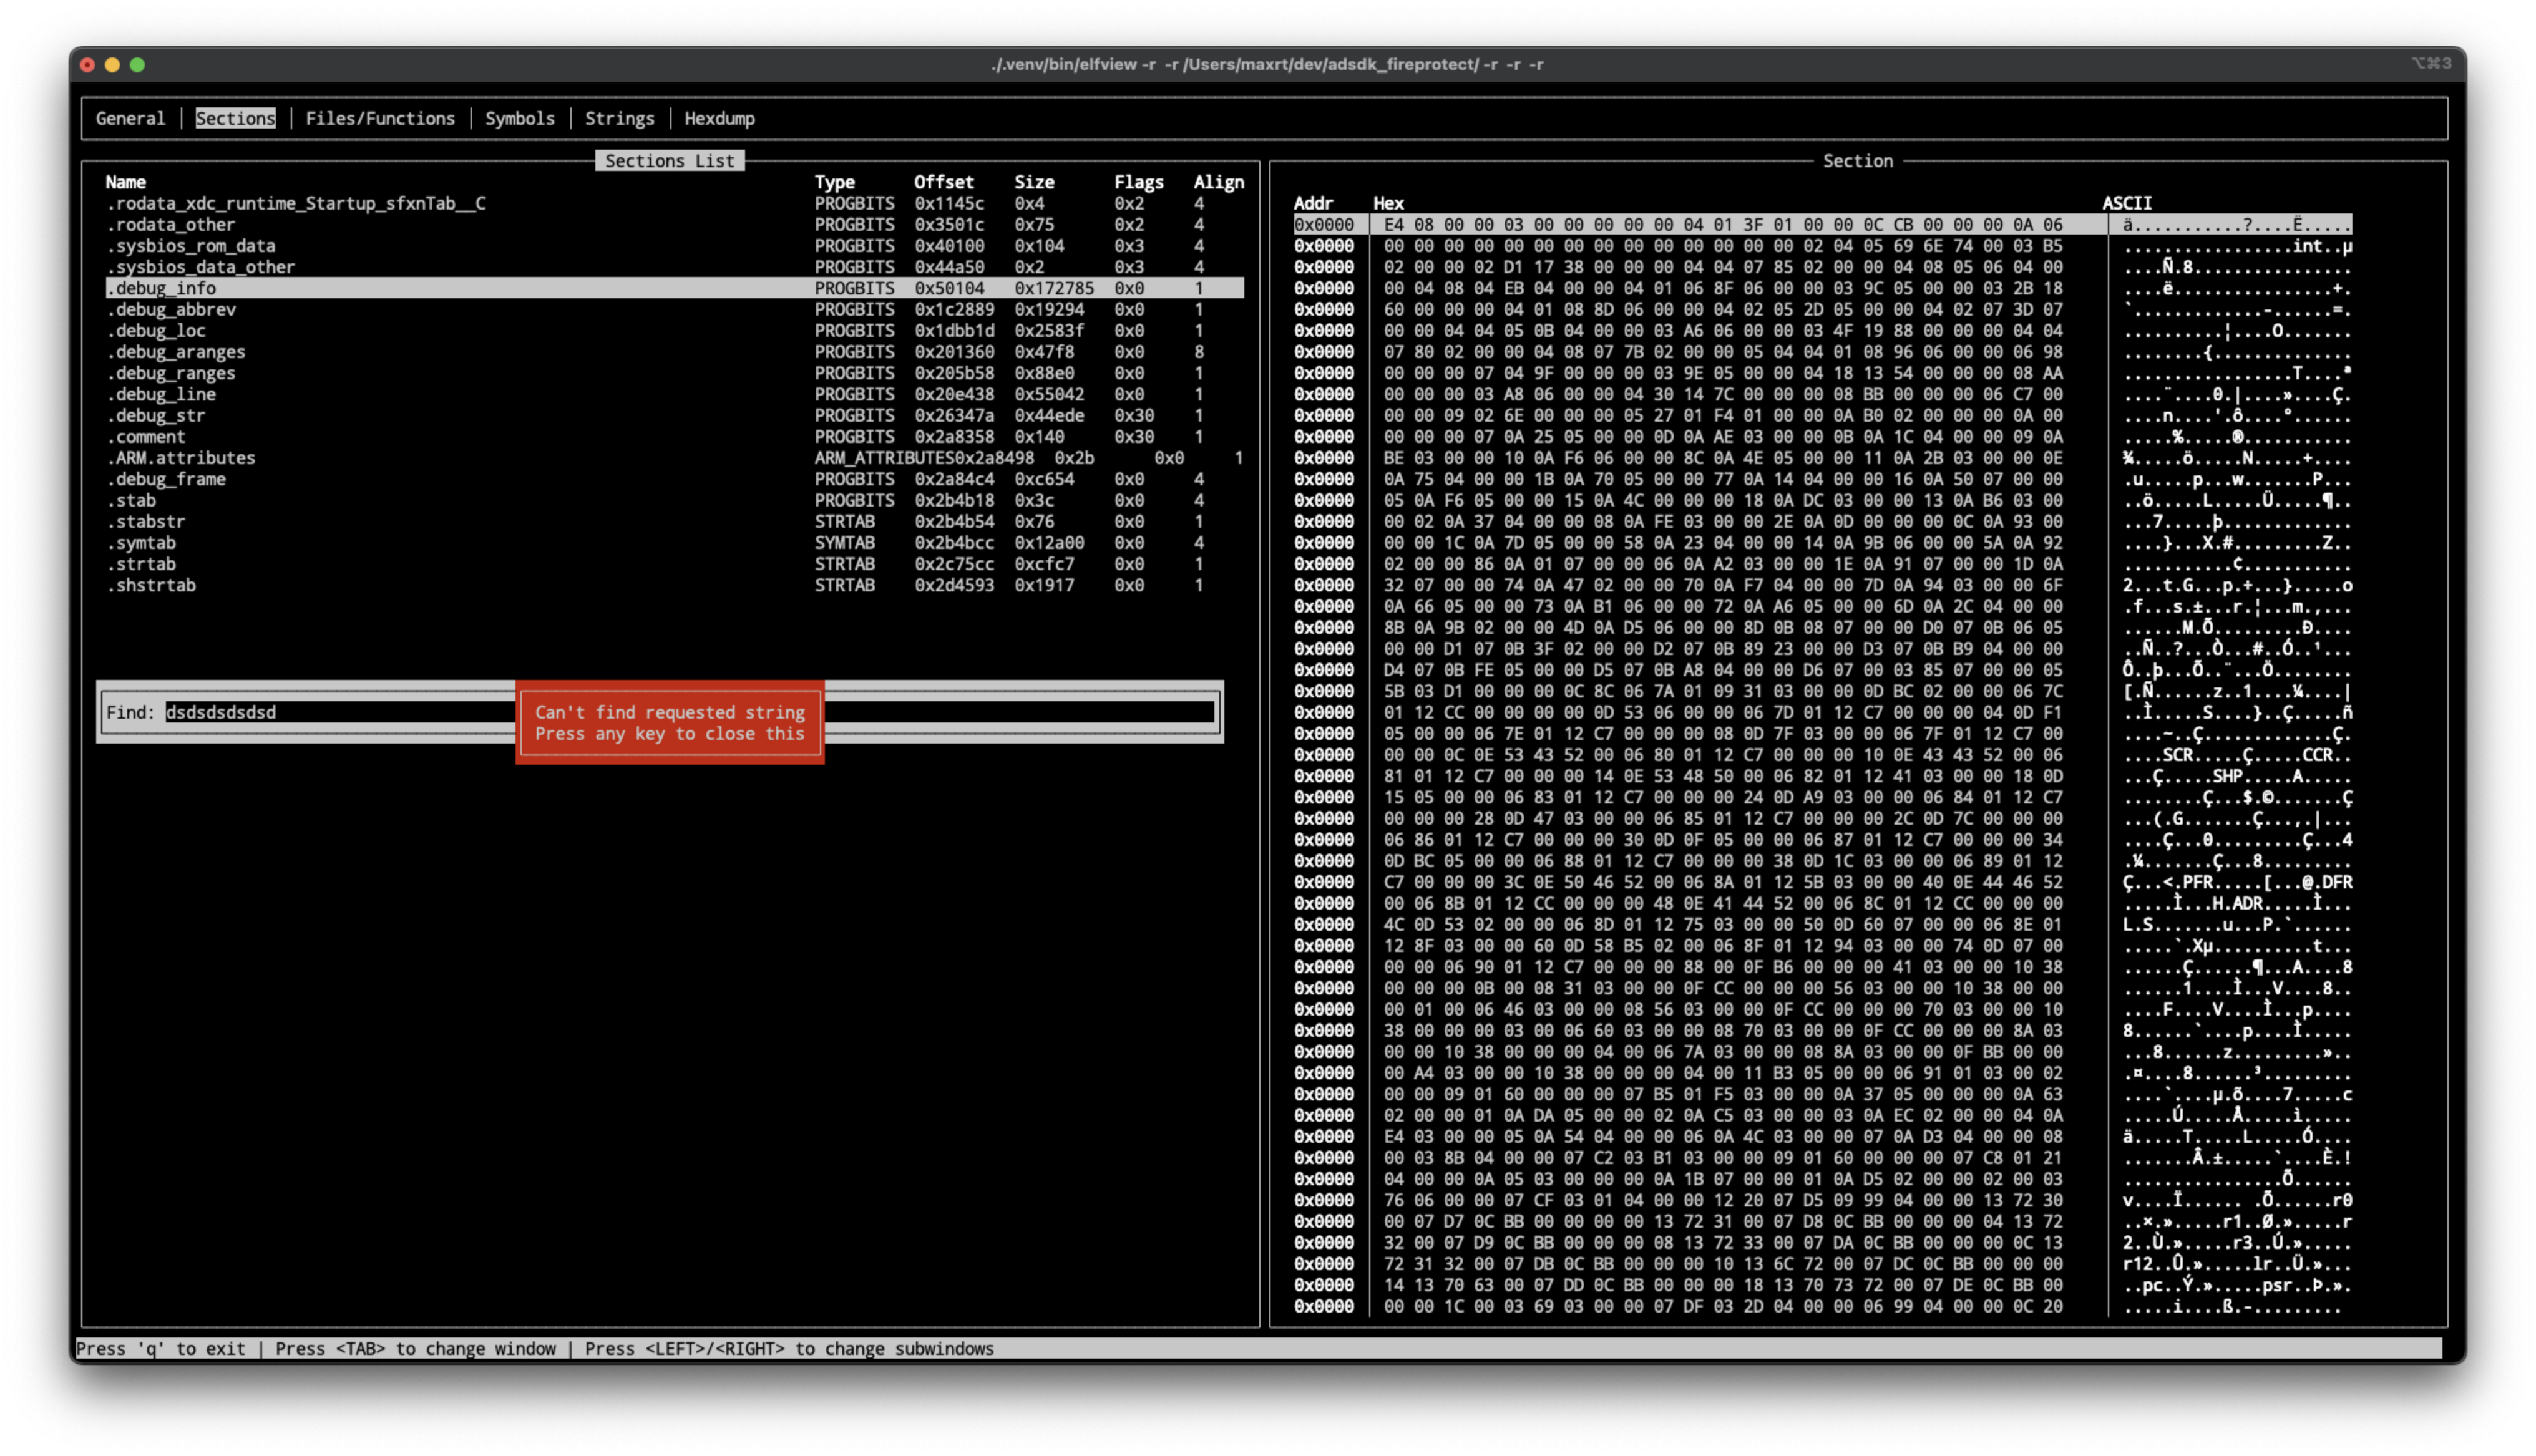 ./.venv/bin/elfview -r -r /Users/maxrt/dev/adsdk_fireprotect/ -r -r -r
⌥⌘3
General | Sections | Files/Functions | Symbols | Strings | Hexdump
Sections List
Name Type Offset Size Flags Align
.rodata_xdc_runtime_Startup_sfxnTab__C PROGBITS 0x1145c 0x4 0x2 4
.rodata_other PROGBITS 0x3501c 0x75 0x2 4
.sysbios_rom_data PROGBITS 0x40100 0x104 0x3 4
.sysbios_data_other PROGBITS 0x44a50 0x2 0x3 4
.debug_info PROGBITS 0x50104 0x172785 0x0 1
.debug_abbrev PROGBITS 0x1c2889 0x19294 0x0 1
.debug_loc PROGBITS 0x1dbb1d 0x2583f 0x0 1
.debug_aranges PROGBITS 0x201360 0x47f8 0x0 8
.debug_ranges PROGBITS 0x205b58 0x88e0 0x0 1
.debug_line PROGBITS 0x20e438 0x55042 0x0 1
.debug_str PROGBITS 0x26347a 0x44ede 0x30 1
.comment PROGBITS 0x2a8358 0x140 0x30 1
.ARM.attributes ARM_ATTRIBUTES0x2a8498 0x2b 0x0 1
.debug_frame PROGBITS 0x2a84c4 0xc654 0x0 4
.stab PROGBITS 0x2b4b18 0x3c 0x0 4
.stabstr STRTAB 0x2b4b54 0x76 0x0 1
.symtab SYMTAB 0x2b4bcc 0x12a00 0x0 4
.strtab STRTAB 0x2c75cc 0xcfc7 0x0 1
.shstrtab STRTAB 0x2d4593 0x1917 0x0 1
Find: dsdsdsdsdsd
Can't find requested string
Press any key to close this
Section
Addr Hex ASCII
0x0000 E4 08 00 00 03 00 00 00 00 00 04 01 3F 01 00 00 0C CB 00 00 00 0A 06 ä...........?....Ë.....
0x0000 00 00 00 00 00 00 00 00 00 00 00 00 00 00 02 04 05 69 6E 74 00 03 B5 .................int..µ
0x0000 02 00 00 02 D1 17 38 00 00 00 04 04 07 85 02 00 00 04 08 05 06 04 00 ....Ñ.8................
0x0000 00 04 08 04 EB 04 00 00 04 01 06 8F 06 00 00 03 9C 05 00 00 03 2B 18 ....ë................+.
0x0000 60 00 00 00 04 01 08 8D 06 00 00 04 02 05 2D 05 00 00 04 02 07 3D 07 `.............-......=.
0x0000 00 00 04 04 05 0B 04 00 00 03 A6 06 00 00 03 4F 19 88 00 00 00 04 04 ..........¦....O.......
0x0000 07 80 02 00 00 04 08 07 7B 02 00 00 05 04 04 01 08 96 06 00 00 06 98 ........{..............
0x0000 00 00 00 07 04 9F 00 00 00 03 9E 05 00 00 04 18 13 54 00 00 00 08 AA .................T....ª
0x0000 00 00 00 03 A8 06 00 00 04 30 14 7C 00 00 00 08 BB 00 00 00 06 C7 00 ....¨....0.|....»....Ç.
0x0000 00 00 09 02 6E 00 00 00 05 27 01 F4 01 00 00 0A B0 02 00 00 00 0A 00 ....n....'.ô....°......
0x0000 00 00 00 07 0A 25 05 00 00 0D 0A AE 03 00 00 0B 0A 1C 04 00 00 09 0A .....%.....®...........
0x0000 BE 03 00 00 10 0A F6 06 00 00 8C 0A 4E 05 00 00 11 0A 2B 03 00 00 0E ¾.....ö.....N.....+....
0x0000 0A 75 04 00 00 1B 0A 70 05 00 00 77 0A 14 04 00 00 16 0A 50 07 00 00 .u.....p...w.......P...
0x0000 05 0A F6 05 00 00 15 0A 4C 00 00 00 18 0A DC 03 00 00 13 0A B6 03 00 ..ö.....L.....Ü.....¶..
0x0000 00 02 0A 37 04 00 00 08 0A FE 03 00 00 2E 0A 0D 00 00 00 0C 0A 93 00 ...7.....þ.............
0x0000 00 00 1C 0A 7D 05 00 00 58 0A 23 04 00 00 14 0A 9B 06 00 00 5A 0A 92 ....}...X.#.........Z..
0x0000 02 00 00 86 0A 01 07 00 00 06 0A A2 03 00 00 1E 0A 91 07 00 00 1D 0A ...........¢...........
0x0000 32 07 00 00 74 0A 47 02 00 00 70 0A F7 04 00 00 7D 0A 94 03 00 00 6F 2...t.G...p.÷...}.....o
0x0000 0A 66 05 00 00 73 0A B1 06 00 00 72 0A A6 05 00 00 6D 0A 2C 04 00 00 .f...s.±...r.¦...m.,...
0x0000 8B 0A 9B 02 00 00 4D 0A D5 06 00 00 8D 0B 08 07 00 00 D0 07 0B 06 05 ......M.Õ.........Ð....
0x0000 00 00 D1 07 0B 3F 02 00 00 D2 07 0B 89 23 00 00 D3 07 0B B9 04 00 00 ..Ñ..?...Ò...#..Ó..¹...
0x0000 D4 07 0B FE 05 00 00 D5 07 0B A8 04 00 00 D6 07 00 03 85 07 00 00 05 Ô..þ...Õ..¨...Ö........
0x0000 5B 03 D1 00 00 00 0C 8C 06 7A 01 09 31 03 00 00 0D BC 02 00 00 06 7C [.Ñ......z..1....¼....|
0x0000 01 12 CC 00 00 00 00 0D 53 06 00 00 06 7D 01 12 C7 00 00 00 04 0D F1 ..Ì.....S....}..Ç.....ñ
0x0000 05 00 00 06 7E 01 12 C7 00 00 00 08 0D 7F 03 00 00 06 7F 01 12 C7 00 ....~..Ç.............Ç.
0x0000 00 00 0C 0E 53 43 52 00 06 80 01 12 C7 00 00 00 10 0E 43 43 52 00 06 ....SCR.....Ç.....CCR..
0x0000 81 01 12 C7 00 00 00 14 0E 53 48 50 00 06 82 01 12 41 03 00 00 18 0D ...Ç.....SHP.....A.....
0x0000 15 05 00 00 06 83 01 12 C7 00 00 00 24 0D A9 03 00 00 06 84 01 12 C7 ........Ç...$.©.......Ç
0x0000 00 00 00 28 0D 47 03 00 00 06 85 01 12 C7 00 00 00 2C 0D 7C 00 00 00 ...(.G.......Ç...,.|...
0x0000 06 86 01 12 C7 00 00 00 30 0D 0F 05 00 00 06 87 01 12 C7 00 00 00 34 ....Ç...0.........Ç...4
0x0000 0D BC 05 00 00 06 88 01 12 C7 00 00 00 38 0D 1C 03 00 00 06 89 01 12 .¼.......Ç...8.........
0x0000 C7 00 00 00 3C 0E 50 46 52 00 06 8A 01 12 5B 03 00 00 40 0E 44 46 52 Ç...<.PFR.....[...@.DFR
0x0000 00 06 8B 01 12 CC 00 00 00 48 0E 41 44 52 00 06 8C 01 12 CC 00 00 00 .....Ì...H.ADR.....Ì...
0x0000 4C 0D 53 02 00 00 06 8D 01 12 75 03 00 00 50 0D 60 07 00 00 06 8E 01 L.S.......u...P.`......
0x0000 12 8F 03 00 00 60 0D 58 B5 02 00 06 8F 01 12 94 03 00 00 74 0D 07 00 .....`.Xµ..........t...
0x0000 00 00 06 90 01 12 C7 00 00 00 88 00 0F B6 00 00 00 41 03 00 00 10 38 ......Ç......¶...A....8
0x0000 00 00 00 0B 00 08 31 03 00 00 0F CC 00 00 00 56 03 00 00 10 38 00 00 ......1....Ì...V....8..
0x0000 00 01 00 06 46 03 00 00 08 56 03 00 00 0F CC 00 00 00 70 03 00 00 10 ....F....V....Ì...p....
0x0000 38 00 00 00 03 00 06 60 03 00 00 08 70 03 00 00 0F CC 00 00 00 8A 03 8......`....p....Ì.....
0x0000 00 00 10 38 00 00 00 04 00 06 7A 03 00 00 08 8A 03 00 00 0F BB 00 00 ...8......z.........»..
0x0000 00 A4 03 00 00 10 38 00 00 00 04 00 11 B3 05 00 00 06 91 01 03 00 02 .¤....8......³.........
0x0000 00 00 09 01 60 00 00 00 07 B5 01 F5 03 00 00 0A 37 05 00 00 00 0A 63 ....`....µ.õ....7.....c
0x0000 02 00 00 01 0A DA 05 00 00 02 0A C5 03 00 00 03 0A EC 02 00 00 04 0A .....Ú.....Å.....ì.....
0x0000 E4 03 00 00 05 0A 54 04 00 00 06 0A 4C 03 00 00 07 0A D3 04 00 00 08 ä.....T.....L.....Ó....
0x0000 00 03 8B 04 00 00 07 C2 03 B1 03 00 00 09 01 60 00 00 00 07 C8 01 21 .......Â.±.....`....È.!
0x0000 04 00 00 0A 05 03 00 00 00 0A 1B 07 00 00 01 0A D5 02 00 00 02 00 03 ................Õ......
0x0000 76 06 00 00 07 CF 03 01 04 00 00 12 20 07 D5 09 99 04 00 00 13 72 30 v....Ï...... .Õ......r0
0x0000 00 07 D7 0C BB 00 00 00 00 13 72 31 00 07 D8 0C BB 00 00 00 04 13 72 ..×.».....r1..Ø.».....r
0x0000 32 00 07 D9 0C BB 00 00 00 08 13 72 33 00 07 DA 0C BB 00 00 00 0C 13 2..Ù.».....r3..Ú.».....
0x0000 72 31 32 00 07 DB 0C BB 00 00 00 10 13 6C 72 00 07 DC 0C BB 00 00 00 r12..Û.».....lr..Ü.»...
0x0000 14 13 70 63 00 07 DD 0C BB 00 00 00 18 13 70 73 72 00 07 DE 0C BB 00 ..pc..Ý.».....psr..Þ.».
0x0000 00 00 1C 00 03 69 03 00 00 07 DF 03 2D 04 00 00 06 99 04 00 00 0C 20 .....i....ß.-.........
Press 'q' to exit | Press <TAB> to change window | Press <LEFT>/<RIGHT> to change subwindows